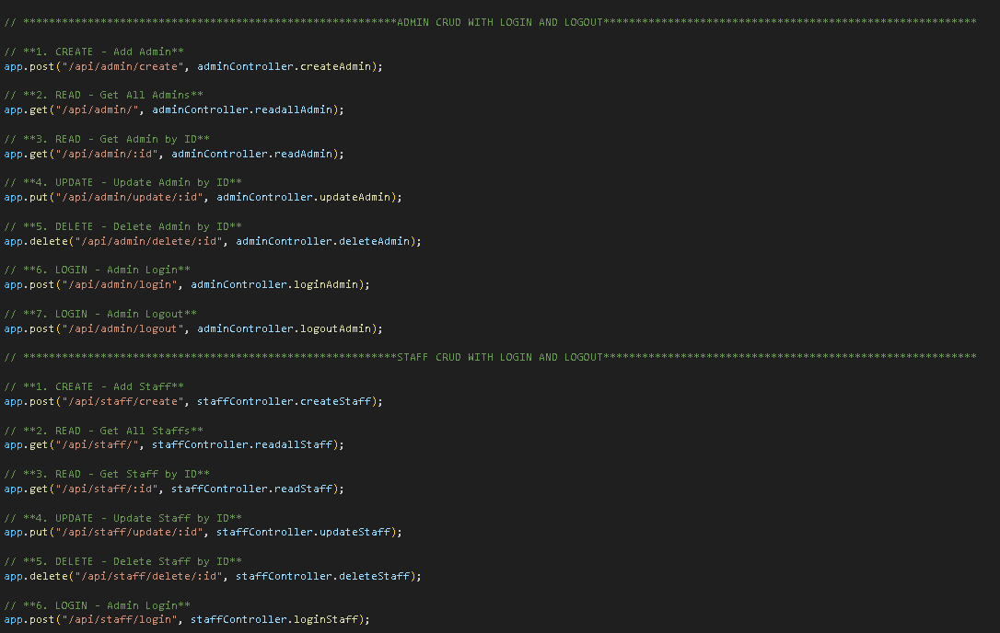 // **********************************************************ADMIN CRUD WITH LOGIN AND LOGOUT**********************************************************
// **1. CREATE - Add Admin**
app.post("/api/admin/create", adminController.createAdmin);
// **2. READ - Get All Admins**
app.get("/api/admin/", adminController.readallAdmin);
// **3. READ - Get Admin by ID**
app.get("/api/admin/:id", adminController.readAdmin);
// **4. UPDATE - Update Admin by ID**
app.put("/api/admin/update/:id", adminController.updateAdmin);
// **5. DELETE - Delete Admin by ID**
app.delete("/api/admin/delete/:id", adminController.deleteAdmin);
// **6. LOGIN - Admin Login**
app.post("/api/admin/login", adminController.loginAdmin);
// **7. LOGIN - Admin Logout**
app.post("/api/admin/logout", adminController.logoutAdmin);
// **********************************************************STAFF CRUD WITH LOGIN AND LOGOUT**********************************************************
// **1. CREATE - Add Staff**
app.post("/api/staff/create", staffController.createStaff);
// **2. READ - Get All Staffs**
app.get("/api/staff/", staffController.readallStaff);
// **3. READ - Get Staff by ID**
app.get("/api/staff/:id", staffController.readStaff);
// **4. UPDATE - Update Staff by ID**
app.put("/api/staff/update/:id", staffController.updateStaff);
// **5. DELETE - Delete Staff by ID**
app.delete("/api/staff/delete/:id", staffController.deleteStaff);
// **6. LOGIN - Admin Login**
app.post("/api/staff/login", staffController.loginStaff);